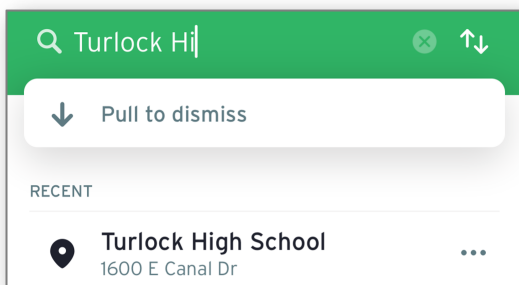 Turlock Hi
Pull to dismiss
RECENT
Turlock High School
1600 E Canal Dr